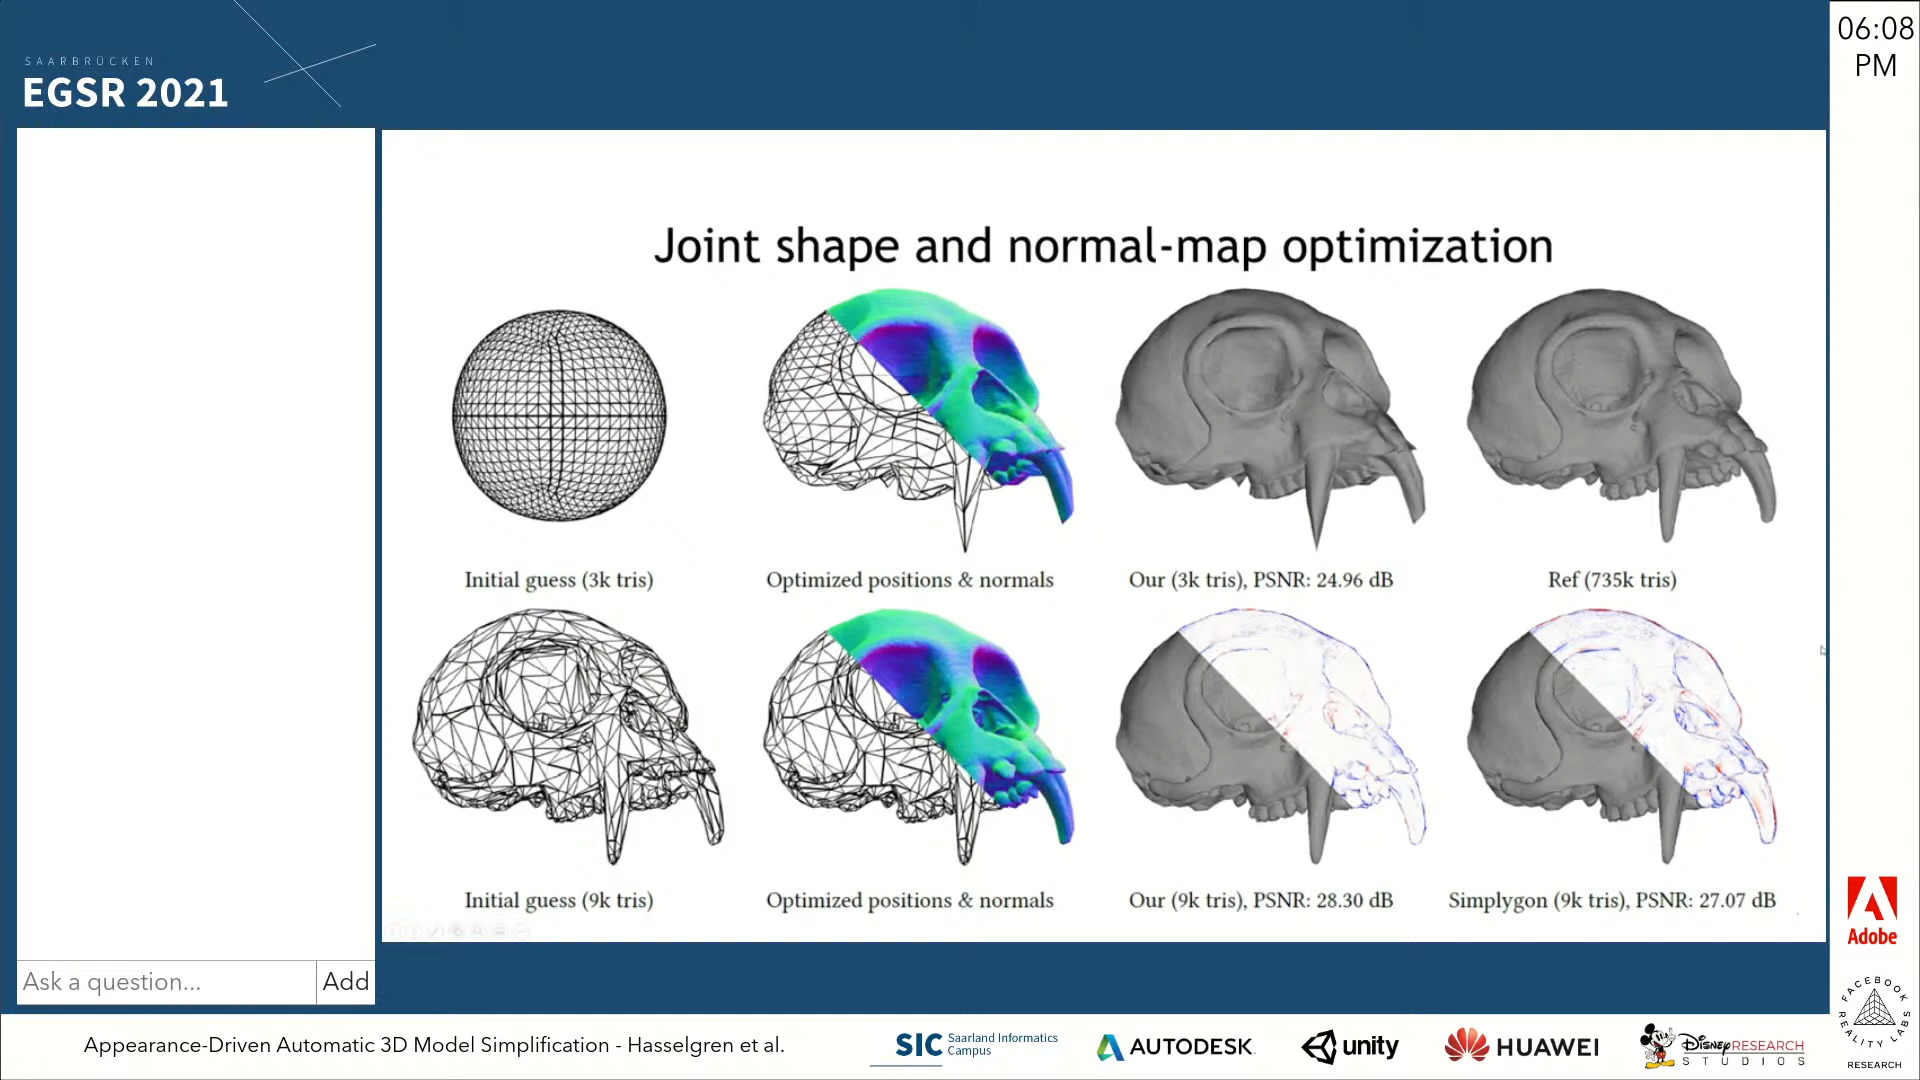 SAARBRÜCKEN
EGSR 2021
06:08
PM
Joint shape and normal-map optimization
Initial guess (3k tris)
Optimized positions & normals
Our (3k tris), PSNR: 24.96 dB
Ref (735k tris)
Initial guess (9k tris)
Optimized positions & normals
Our (9k tris), PSNR: 28.30 dB
Simplygon (9k tris), PSNR: 27.07 dB
Ask a question...
Add
Adobe
FACEBOOK
REALITY LABS
RESEARCH
Appearance-Driven Automatic 3D Model Simplification - Hasselgren et al.
SIC
Saarland Informatics
Campus
AUTODESK
unity
HUAWEI
Disney RESEARCH
STUDIOS